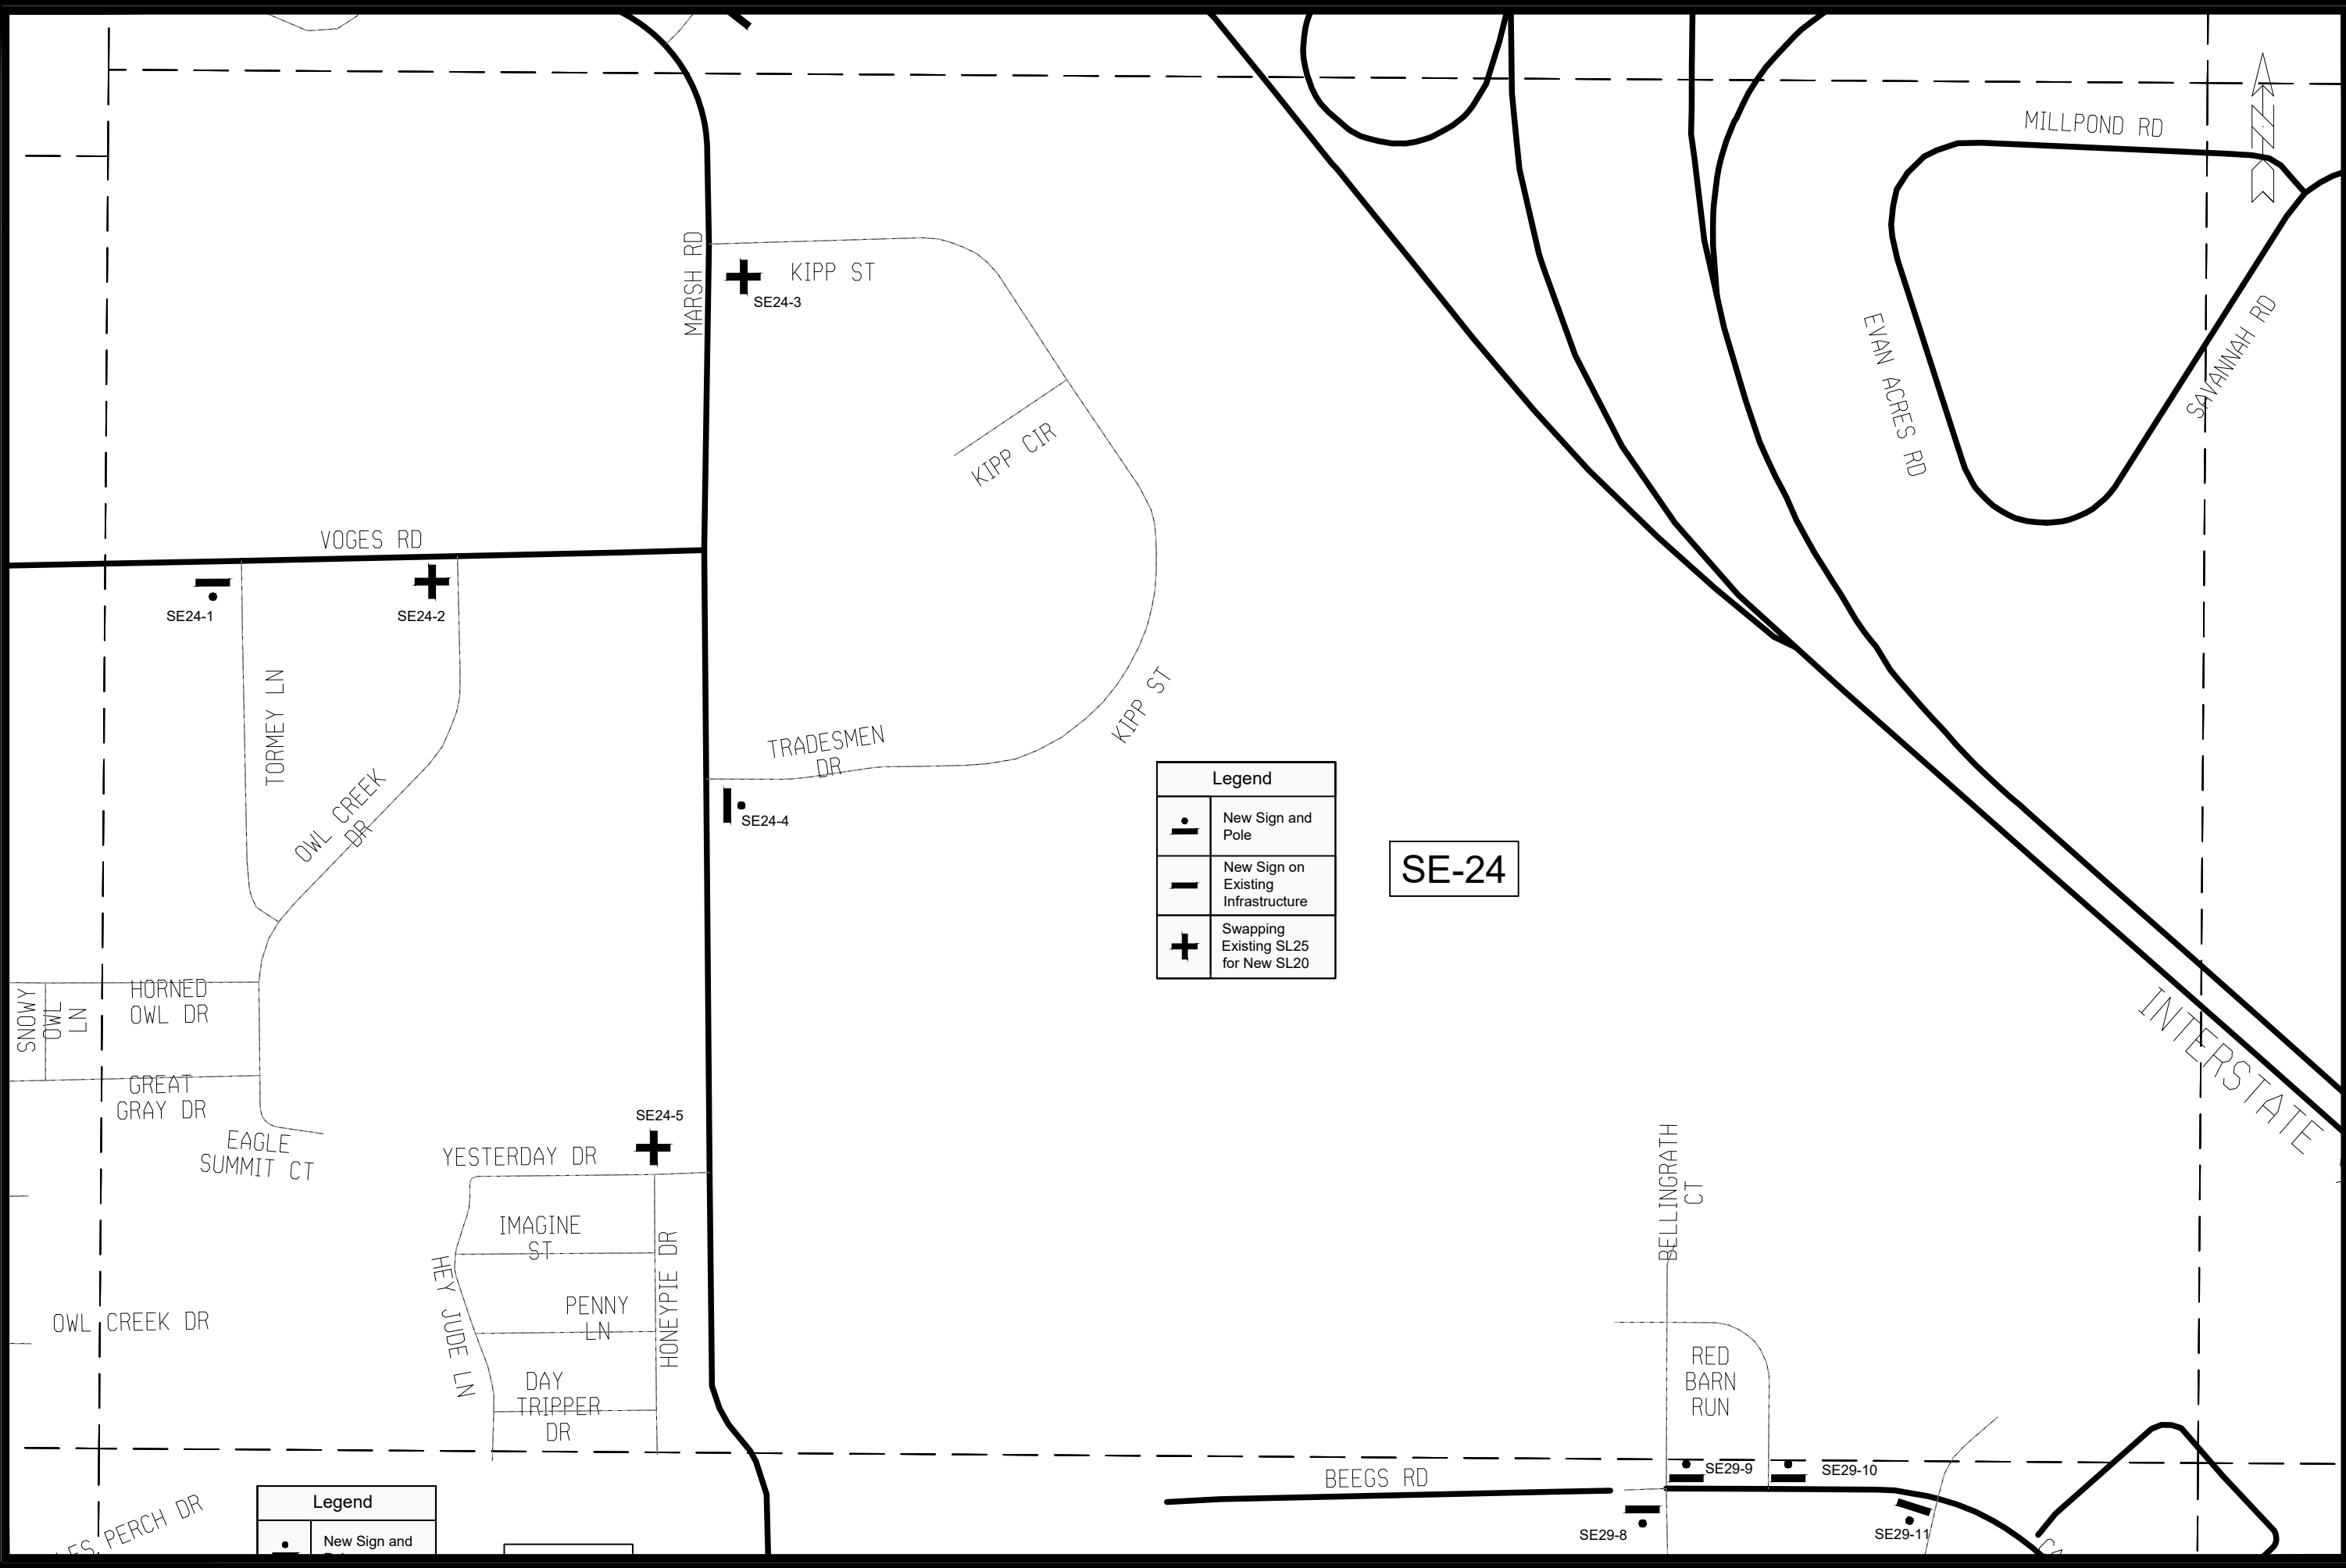 MILLPOND RD
MARSH RD
KIPP ST
SE24-3
EVAN ACRES RD
SAVANNAH RD
KIPP CIR
VOGES RD
SE24-1
SE24-2
TORMEY LN
KIPP ST
TRADESMEN
DR
OWL CREEK
DR
SE24-4
Legend
New Sign and
Pole
New Sign on
Existing
Infrastructure
Swapping
Existing SL25
for New SL20
SE-24
HORNED
OWL DR
SNOWY
OWL
LN
INTERSTATE
GREAT
GRAY DR
EAGLE
SUMMIT CT
SE24-5
YESTERDAY DR
BELLINGRATH
CT
IMAGINE
ST
HEY JUDE LN
HONEYPIE DR
PENNY
LN
OWL CREEK DR
RED
BARN
RUN
DAY
TRIPPER
DR
BEEGS RD
SE29-9
SE29-10
SE29-8
SE29-11
PERCH DR
Legend
New Sign and